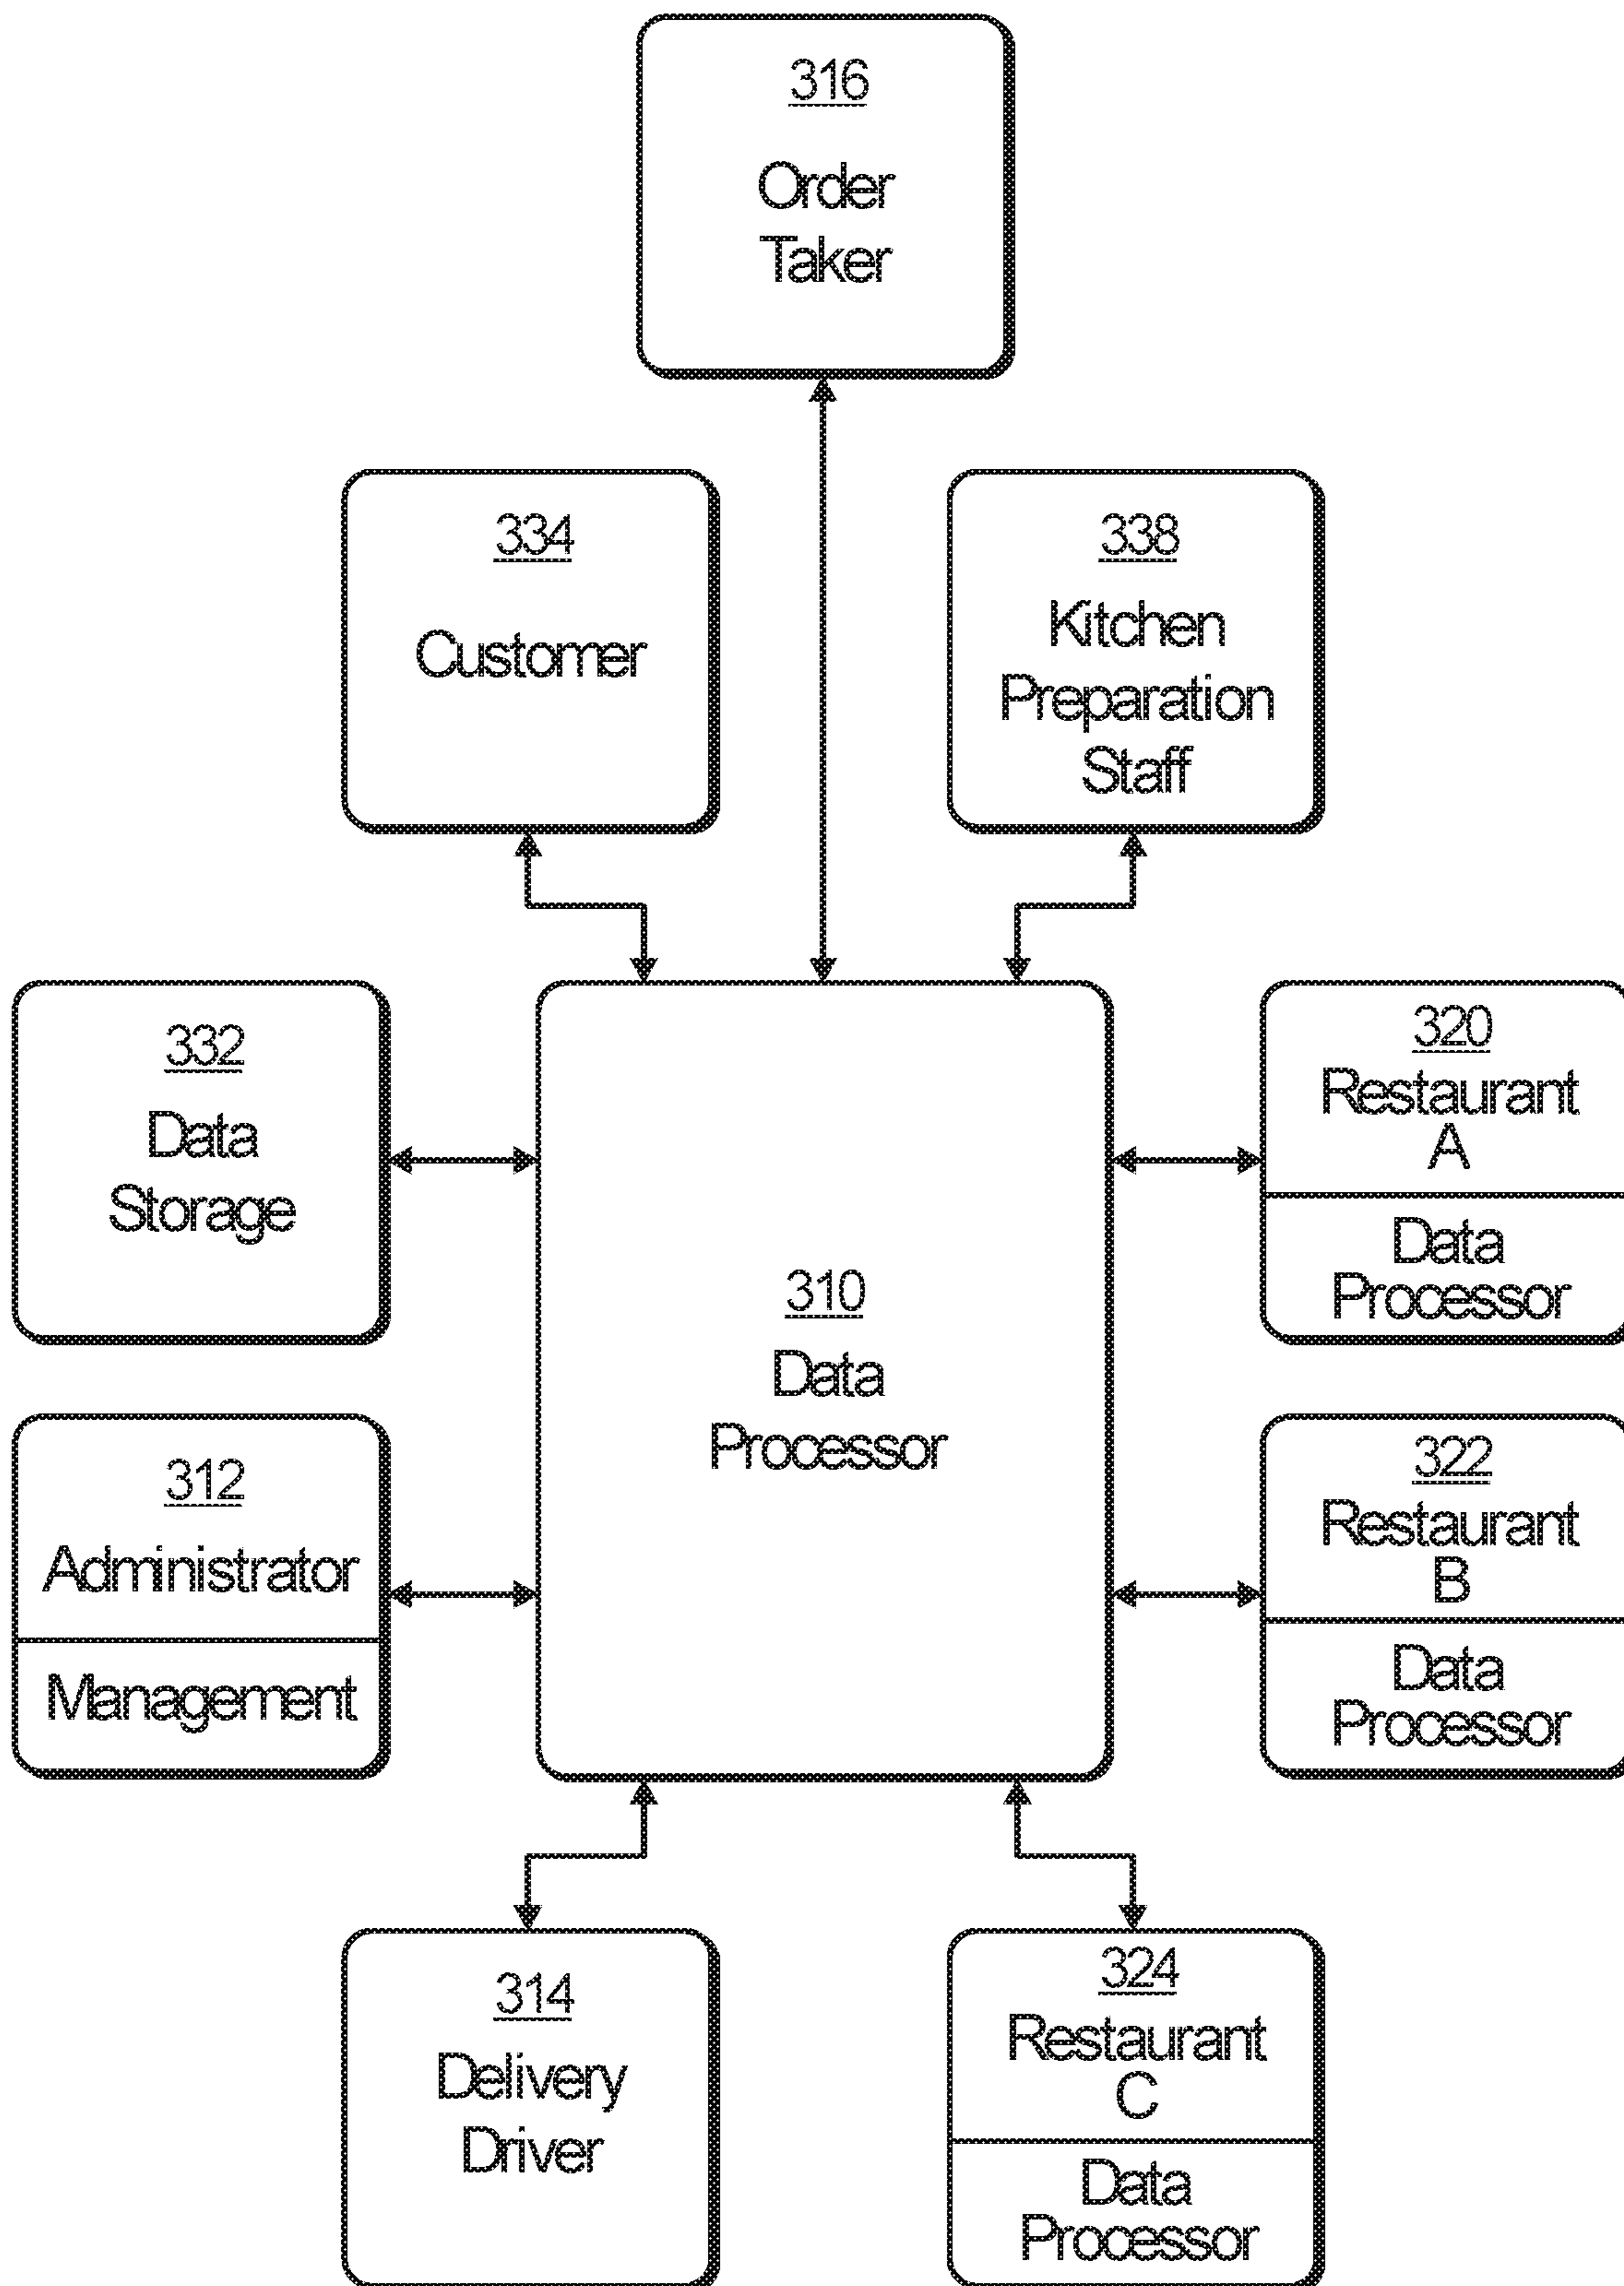 316
Order
Taker
334
Customer
338
Kitchen
Preparation
Staff
332
Data
Storage
310
Data
Processor
320
Restaurant
A
Data
Processor
312
Administrator
Management
322
Restaurant
B
Data
Processor
314
Delivery
Driver
324
Restaurant
C
Data
Processor